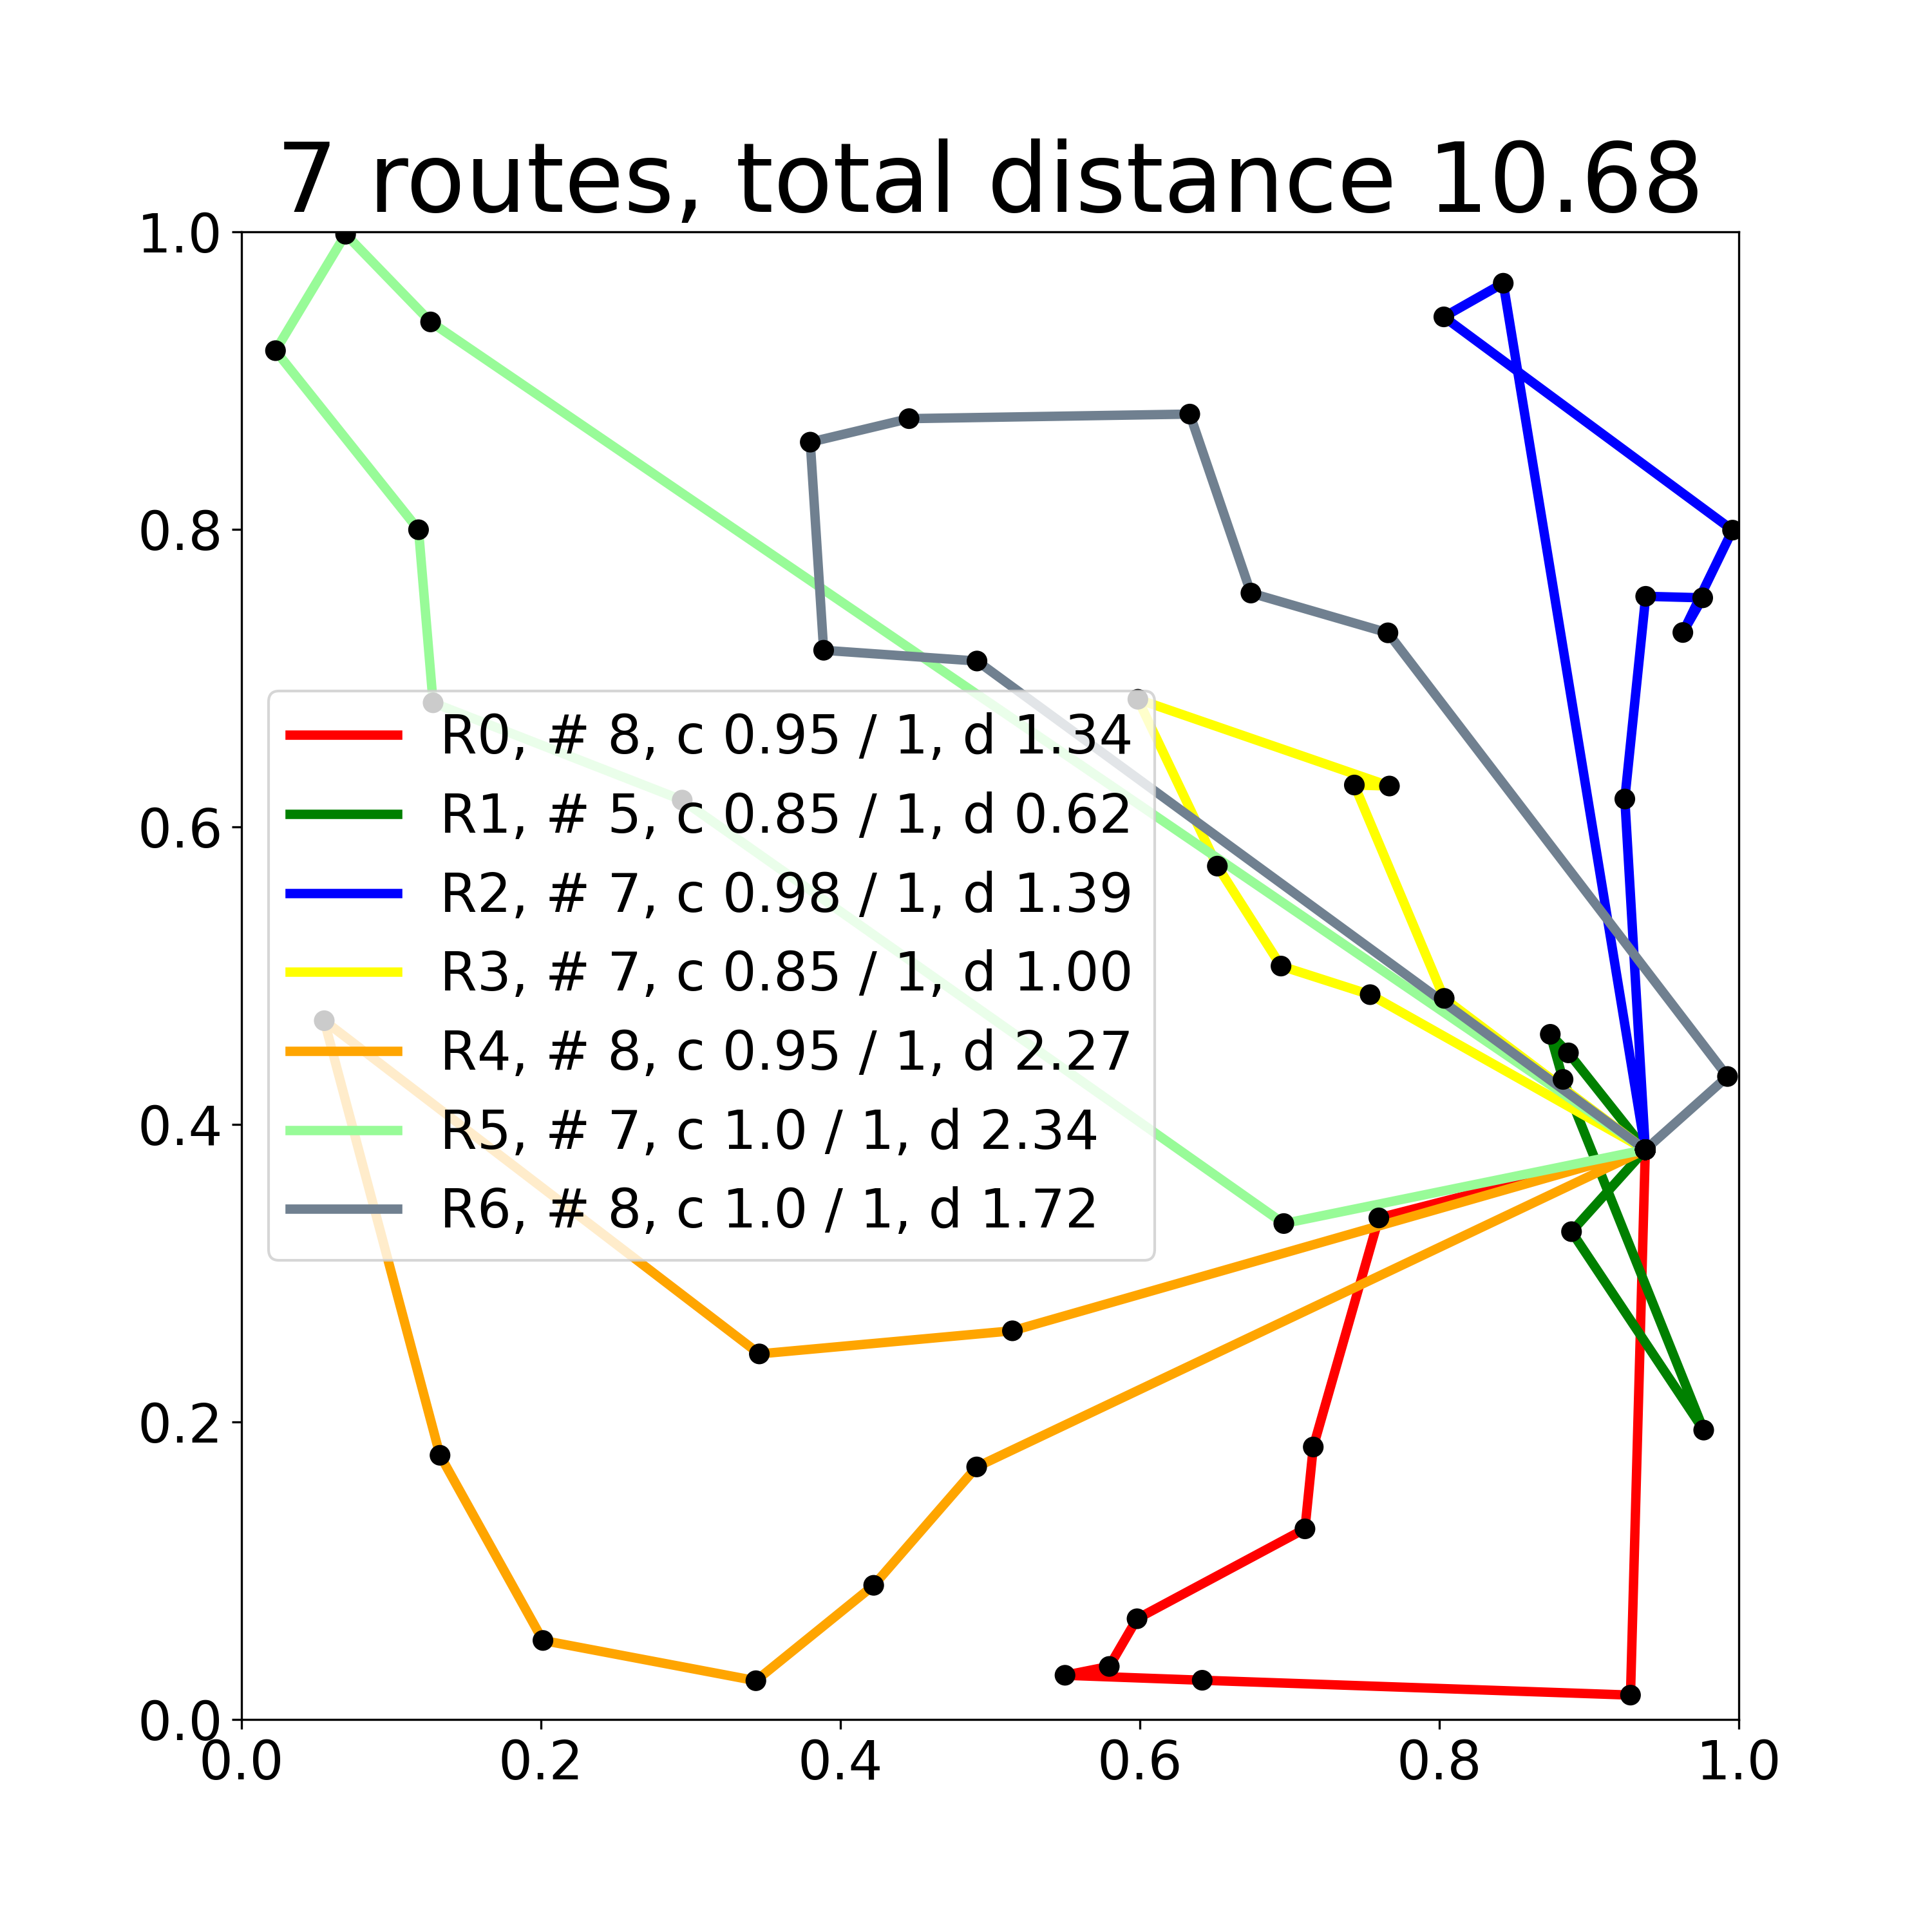 7 routes, total distance 10.68
1.0
0.8
0.6
0.4
0.2
0.0
R0, # 8, c 0.95 / 1, d 1.34
R1, # 5, c 0.85 / 1, d 0.62
R2, # 7, c 0.98 / 1, d 1.39
R3, # 7, c 0.85 / 1, d 1.00
R4, # 8, c 0.95 / 1, d 2.27
R5, # 7, c 1.0 / 1, d 2.34
R6, # 8, c 1.0 / 1, d 1.72
0.0 0.2 0.4 0.6 0.8 1.0